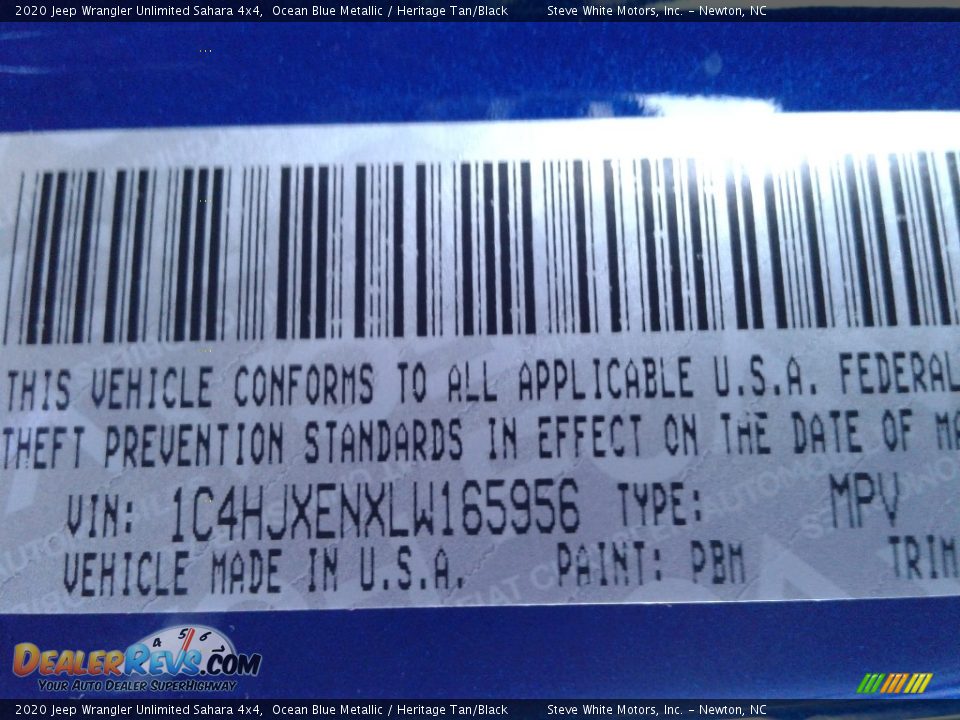 2020 Jeep Wrangler Unlimited Sahara 4x4,  Ocean Blue Metallic / Heritage Tan/Black     Steve White Motors, Inc. – Newton, NC
THIS VEHICLE CONFORMS TO ALL APPLICABLE U.S.A. FEDERAL
THEFT PREVENTION STANDARDS IN EFFECT ON THE DATE OF MA
VIN: 1C4HJXENXLW165956 TYPE: MPV
VEHICLE MADE IN U.S.A. PAINT: PBM TRIM
4 5 6
DEALERREVS.COM
YOUR AUTO DEALER SUPERHIGHWAY
2020 Jeep Wrangler Unlimited Sahara 4x4,  Ocean Blue Metallic / Heritage Tan/Black     Steve White Motors, Inc. – Newton, NC